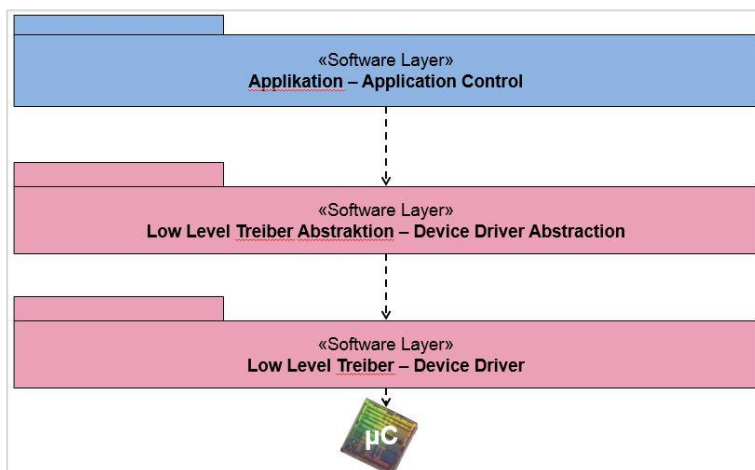 «Software Layer»
Applikation – Application Control
«Software Layer»
Low Level Treiber Abstraktion – Device Driver Abstraction
«Software Layer»
Low Level Treiber – Device Driver
µC